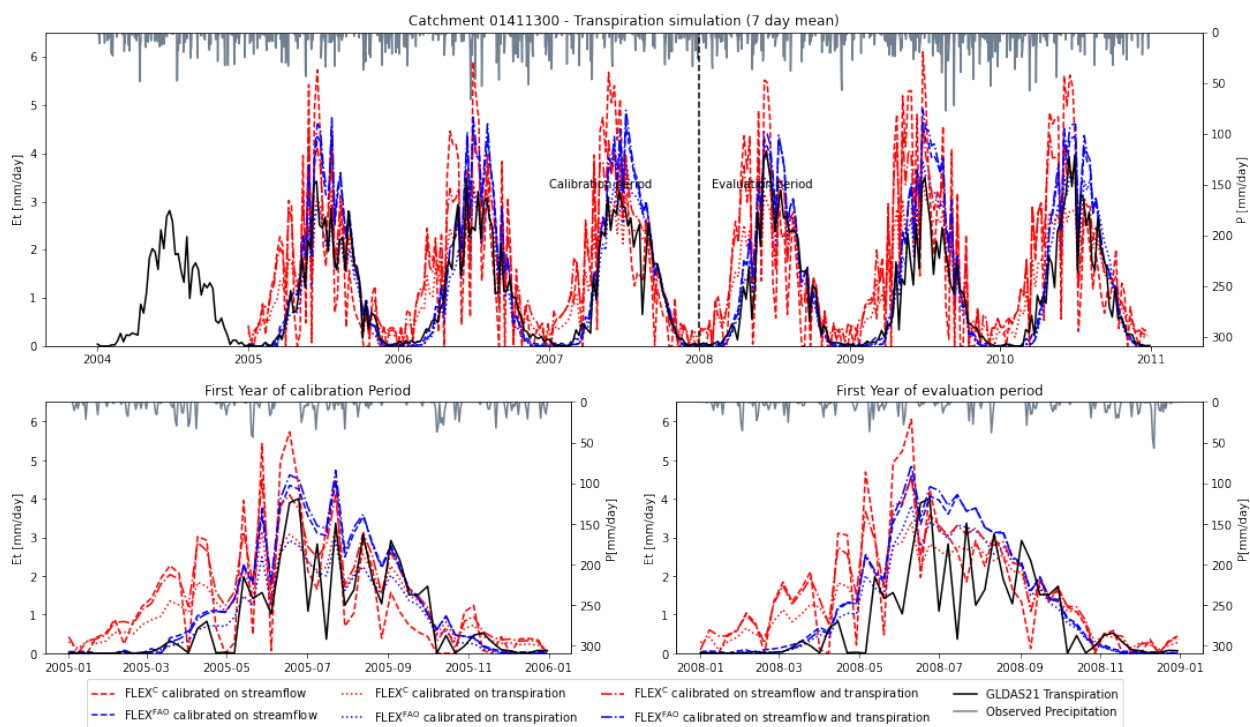 Catchment 01411300 - Transpiration simulation (7 day mean)
6
5
4
3
2
1
0
Et [mm/day]
0
50
100
150
200
250
300
P [mm/day]
Calibration period
Evaluation period
2004 2005 2006 2007 2008 2009 2010 2011
First Year of calibration Period
6
5
4
3
2
1
0
Et [mm/day]
0
50
100
150
200
250
300
P[mm/day]
2005-01 2005-03 2005-05 2005-07 2005-09 2005-11 2006-01
First Year of evaluation period
6
5
4
3
2
1
0
Et [mm/day]
0
50
100
150
200
250
300
P[mm/day]
2008-01 2008-03 2008-05 2008-07 2008-09 2008-11 2009-01
FLEX^C calibrated on streamflow
FLEX^FAO calibrated on streamflow
FLEX^C calibrated on transpiration
FLEX^FAO calibrated on transpiration
FLEX^C calibrated on streamflow and transpiration
FLEX^FAO calibrated on streamflow and transpiration
GLDAS21 Transpiration
Observed Precipitation